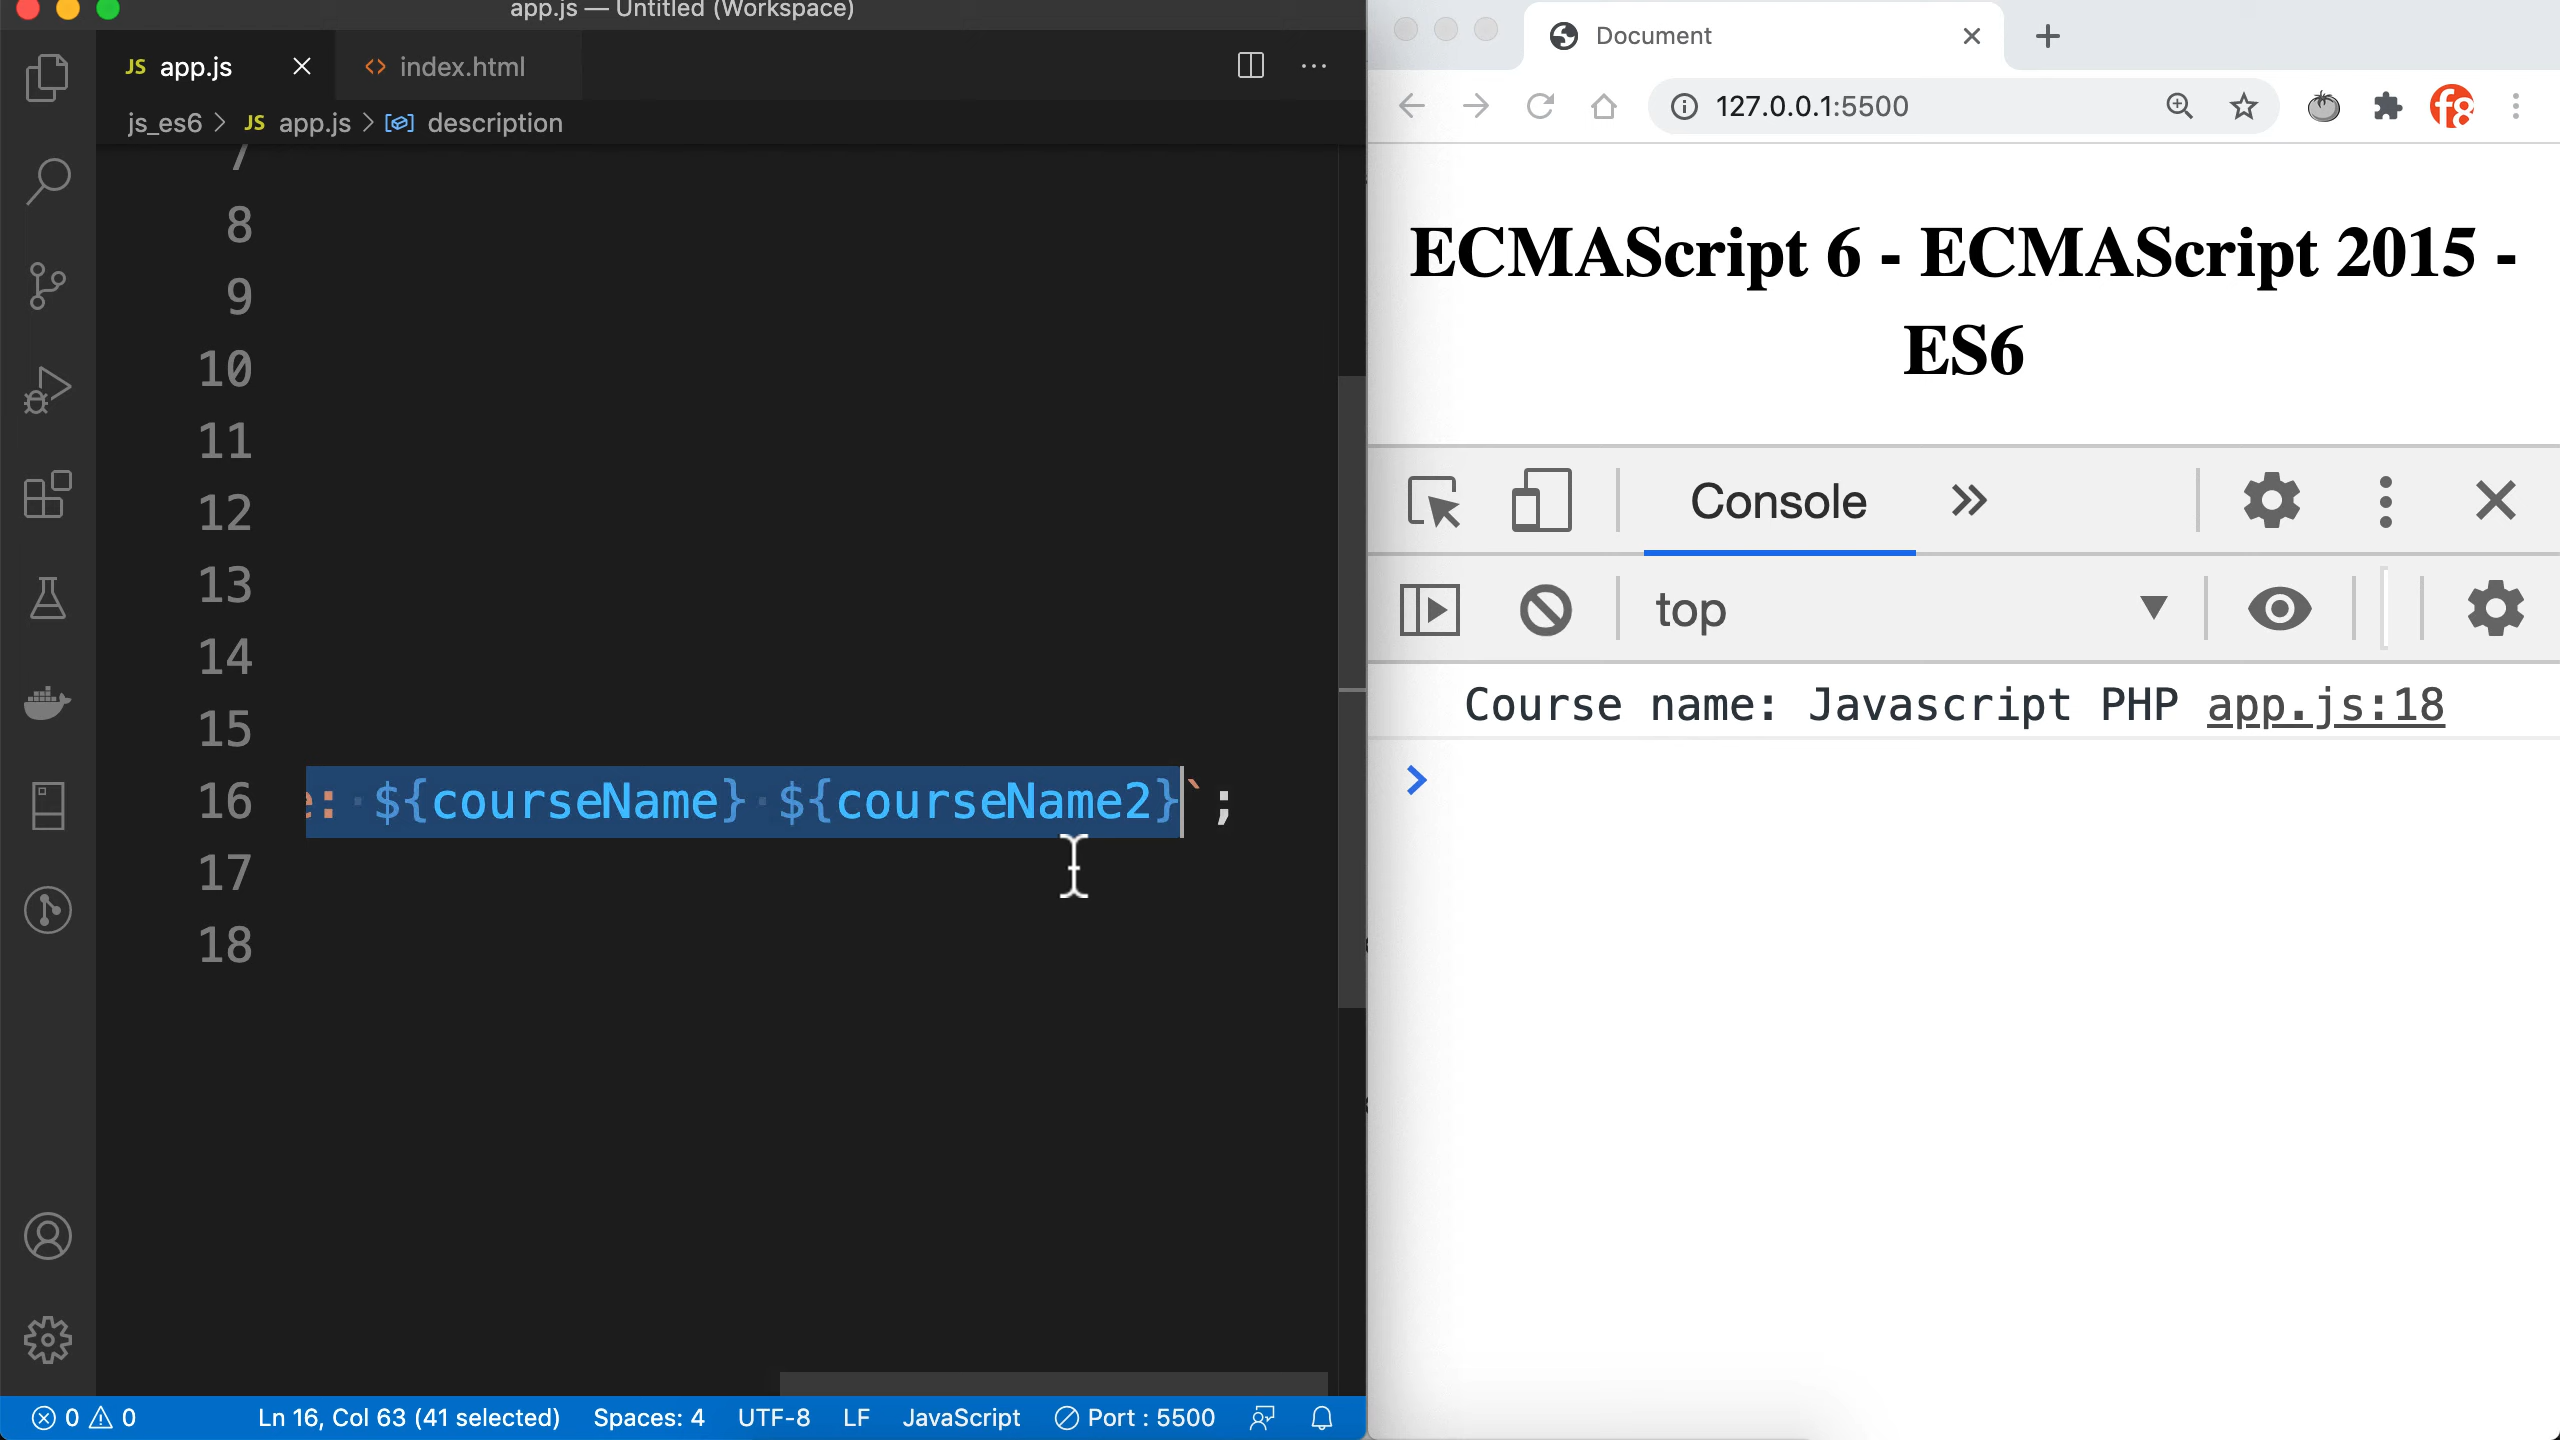 app.js — Untitled (Workspace)
JS app.js
<> index.html
js_es6 > JS app.js > description
7
8
9
10
11
12
13
14
15
16 e: ${courseName} ${courseName2}`;
17
18
0 0 Ln 16, Col 63 (41 selected) Spaces: 4 UTF-8 LF JavaScript Port : 5500
Document
127.0.0.1:5500
f8
ECMAScript 6 - ECMAScript 2015 -
ES6
Console
top
Course name: Javascript PHP app.js:18